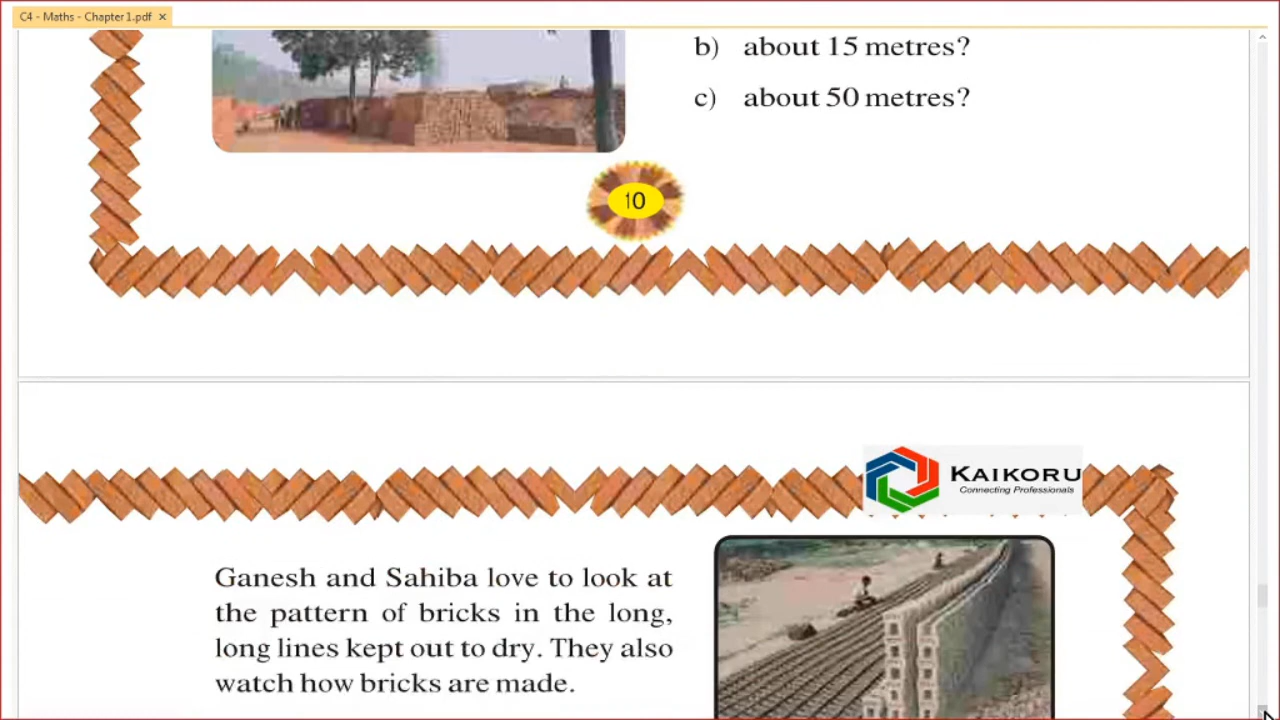 C4 - Maths - Chapter 1.pdf ×
b) about 15 metres?
c) about 50 metres?
10
KAIKORU
Connecting Professionals
Ganesh and Sahiba love to look at
the pattern of bricks in the long,
long lines kept out to dry. They also
watch how bricks are made.